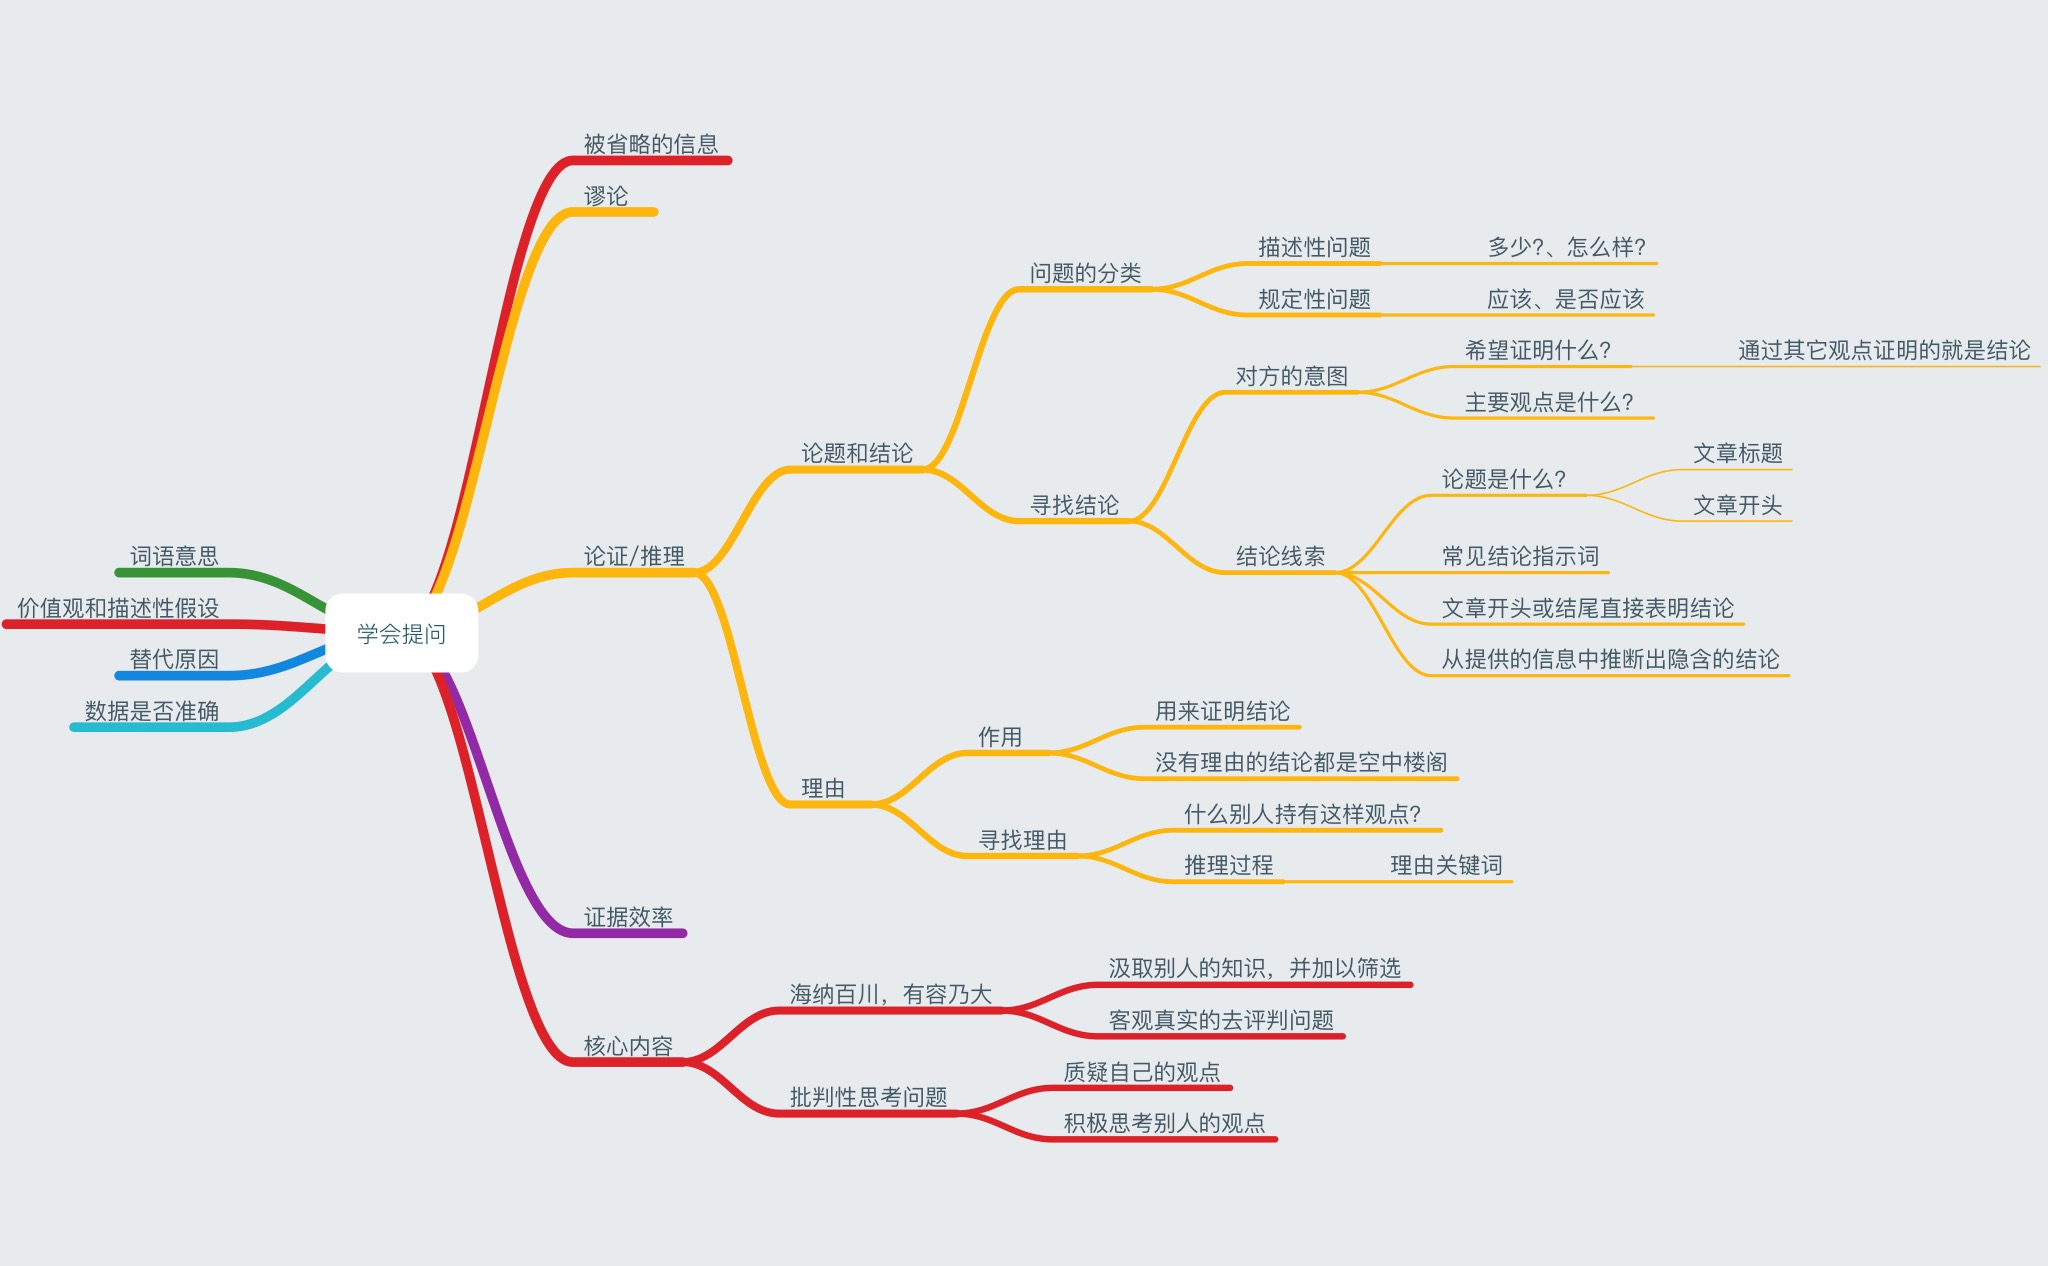 被省略的信息
谬论
描述性问题
多少?、怎么样?
问题的分类
规定性问题
应该、是否应该
希望证明什么?
通过其它观点证明的就是结论
对方的意图
主要观点是什么?
论题和结论
文章标题
论题是什么?
文章开头
寻找结论
论证/推理
结论线索
常见结论指示词
文章开头或结尾直接表明结论
从提供的信息中推断出隐含的结论
词语意思
价值观和描述性假设
学会提问
替代原因
数据是否准确
用来证明结论
作用
没有理由的结论都是空中楼阁
理由
什么别人持有这样观点?
寻找理由
推理过程
理由关键词
证据效率
汲取别人的知识，并加以筛选
海纳百川，有容乃大
客观真实的去评判问题
核心内容
质疑自己的观点
批判性思考问题
积极思考别人的观点